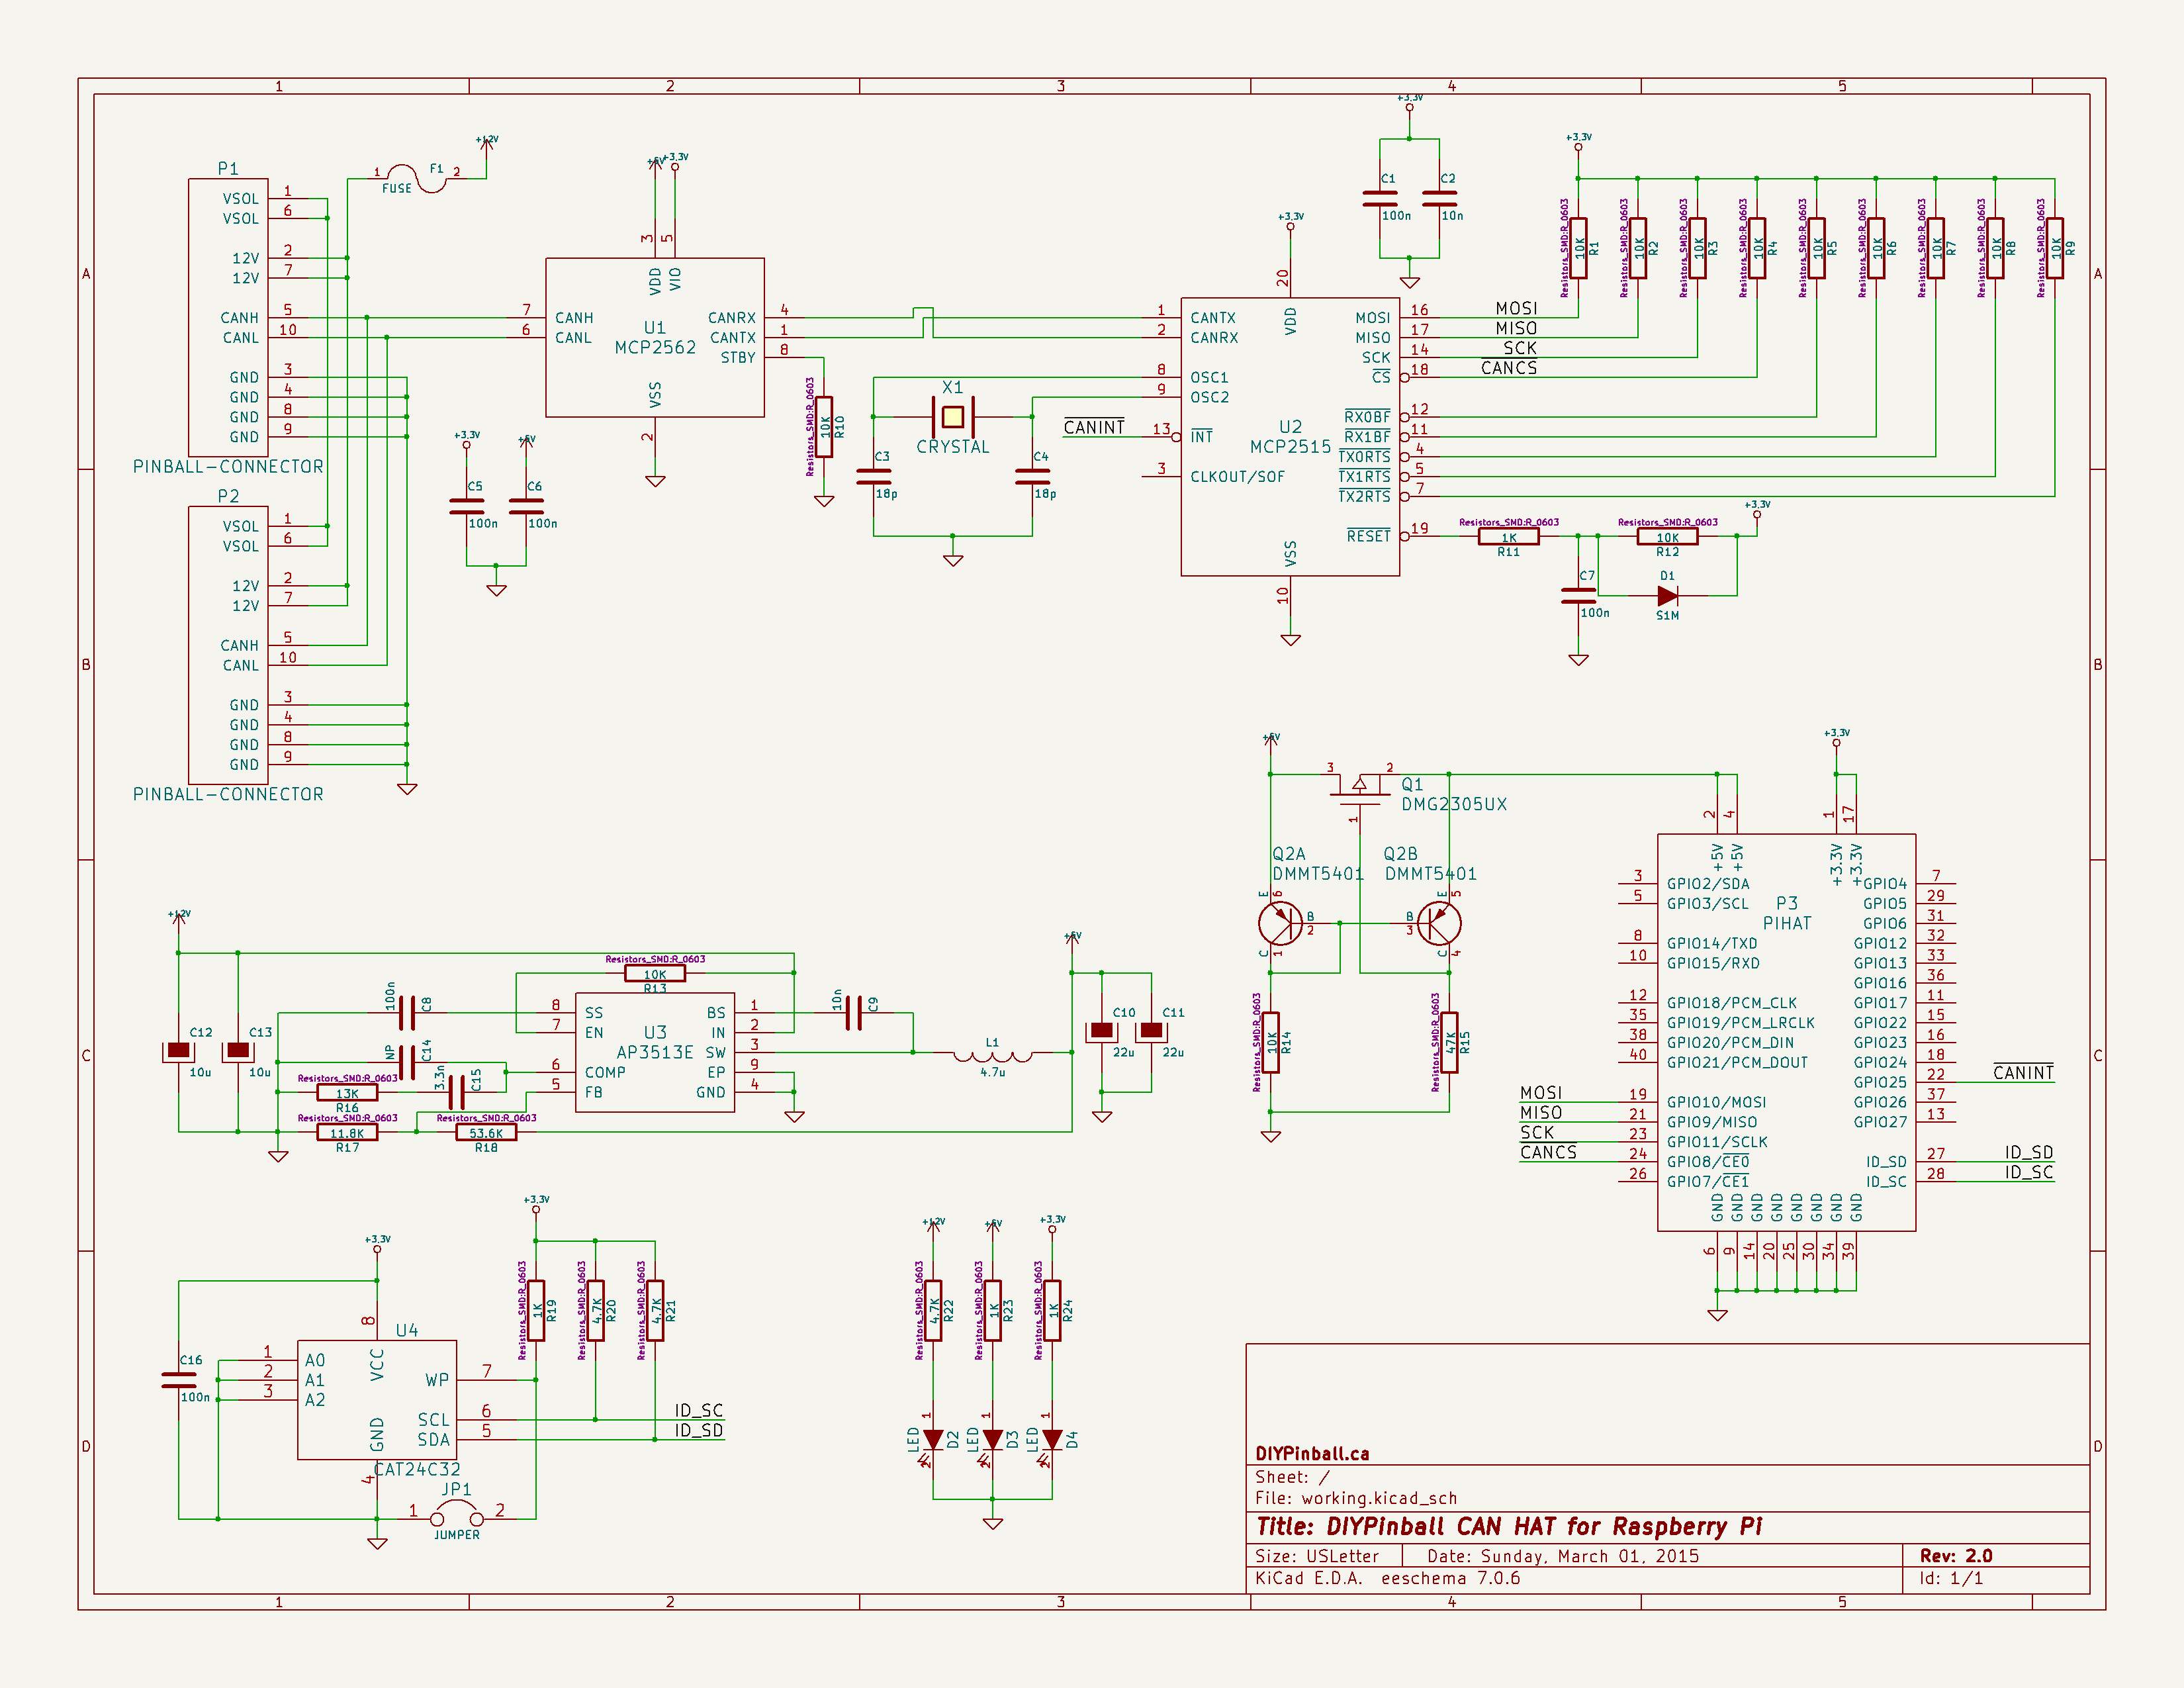 1 2 3 4 5
A
B
C
D
P1
VSOL 1
VSOL 6
12V 2
12V 7
CANH 5
CANL 10
GND 3
GND 4
GND 8
GND 9
PINBALL-CONNECTOR
P2
VSOL 1
VSOL 6
12V 2
12V 7
CANH 5
CANL 10
GND 3
GND 4
GND 8
GND 9
PINBALL-CONNECTOR
1 F1 2
FUSE
+12V
+5V +3.3V
3 5
VDD VIO
7 CANH
6 CANL
U1
MCP2562
CANRX 4
CANTX 1
STBY 8
VSS
2
+3.3V +5V
C5 100n
C6 100n
Resistors_SMD:R_0603 10K R10
X1
CRYSTAL
C3 18p
C4 18p
CANINT
+3.3V
20
VDD
1 CANTX
2 CANRX
8 OSC1
9 OSC2
13 INT
3 CLKOUT/SOF
U2
MCP2515
MOSI 16 MOSI
MISO 17 MISO
SCK 14 SCK
CS 18 CANCS
RX0BF 12
RX1BF 11
TX0RTS 4
TX1RTS 5
TX2RTS 7
RESET 19
VSS
10
+3.3V
C1 100n
C2 10n
+3.3V
Resistors_SMD:R_0603 10K R1
Resistors_SMD:R_0603 10K R2
Resistors_SMD:R_0603 10K R3
Resistors_SMD:R_0603 10K R4
Resistors_SMD:R_0603 10K R5
Resistors_SMD:R_0603 10K R6
Resistors_SMD:R_0603 10K R7
Resistors_SMD:R_0603 10K R8
Resistors_SMD:R_0603 10K R9
Resistors_SMD:R_0603 1K R11
Resistors_SMD:R_0603 10K R12
+3.3V
C7 100n
D1
S1M
+5V
3 2
1
Q1
DMG2305UX
Q2A
DMMT5401
Q2B
DMMT5401
E 6 B 2 C 1
E 5 B 3 C 4
Resistors_SMD:R_0603 10K R14
Resistors_SMD:R_0603 47K R15
+3.3V
2 4 1 17
+5V +5V +3.3V +3.3V
P3
PIHAT
3 GPIO2/SDA
5 GPIO3/SCL
8 GPIO14/TXD
10 GPIO15/RXD
12 GPIO18/PCM_CLK
35 GPIO19/PCM_LRCLK
38 GPIO20/PCM_DIN
40 GPIO21/PCM_DOUT
MOSI 19 GPIO10/MOSI
MISO 21 GPIO9/MISO
SCK 23 GPIO11/SCLK
CANCS 24 GPIO8/CE0
26 GPIO7/CE1
GPIO4 7
GPIO5 29
GPIO6 31
GPIO12 32
GPIO13 33
GPIO16 36
GPIO17 11
GPIO22 15
GPIO23 16
GPIO24 18
GPIO25 22 CANINT
GPIO26 37
GPIO27 13
ID_SD 27 ID_SD
ID_SC 28 ID_SC
GND GND GND GND GND GND GND GND
6 9 14 20 25 30 34 39
+12V
C12 10u
C13 10u
100n C8
NP C14
3.3n C15
Resistors_SMD:R_0603 13K R16
Resistors_SMD:R_0603 11.8K R17
Resistors_SMD:R_0603 53.6K R18
Resistors_SMD:R_0603 10K R13
8 SS
7 EN
6 COMP
5 FB
U3
AP3513E
BS 1
IN 2
SW 3
EP 9
GND 4
10n C9
L1
4.7u
+5V
C10 22u
C11 22u
+3.3V
+3.3V
C16 100n
8
VCC
U4
1 A0
2 A1
3 A2
WP 7
SCL 6 ID_SC
SDA 5 ID_SD
GND
4
CAT24C32
JP1
1 2
JUMPER
Resistors_SMD:R_0603 1K R19
Resistors_SMD:R_0603 4.7K R20
Resistors_SMD:R_0603 4.7K R21
+12V +5V +3.3V
Resistors_SMD:R_0603 4.7K R22
Resistors_SMD:R_0603 1K R23
Resistors_SMD:R_0603 1K R24
LED 1 2 D2
LED 1 2 D3
LED 1 2 D4
DIYPinball.ca
Sheet: /
File: working.kicad_sch
Title: DIYPinball CAN HAT for Raspberry Pi
Size: USLetter Date: Sunday, March 01, 2015 Rev: 2.0
KiCad E.D.A. eeschema 7.0.6 Id: 1/1
A
B
C
D
1 2 3 4 5